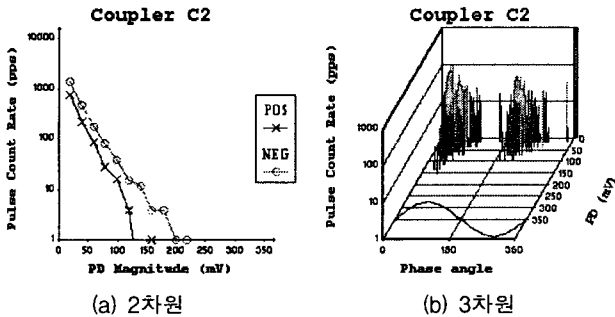 Coupler C2
Pulse Count Rate (pps)
10000
1000
100
10
1
0 50 100 150 200 250 300 350
PD Magnitude (mV)
POS
NEG
(a) 2차원
Coupler C2
Pulse Count Rate (pps)
1000
100
10
1
0 180 360
Phase angle
0
50
100
150
200
250
300
350
PD (mV)
(b) 3차원